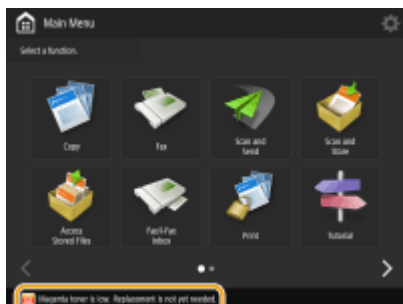 Main Menu
Select a function.
Copy
Fax
Scan and
Send
Scan and
Store
Access
Stored Files
Fax/I-Fax
Inbox
Print
Tutorial
Magenta toner is low. Replacement is not yet needed.